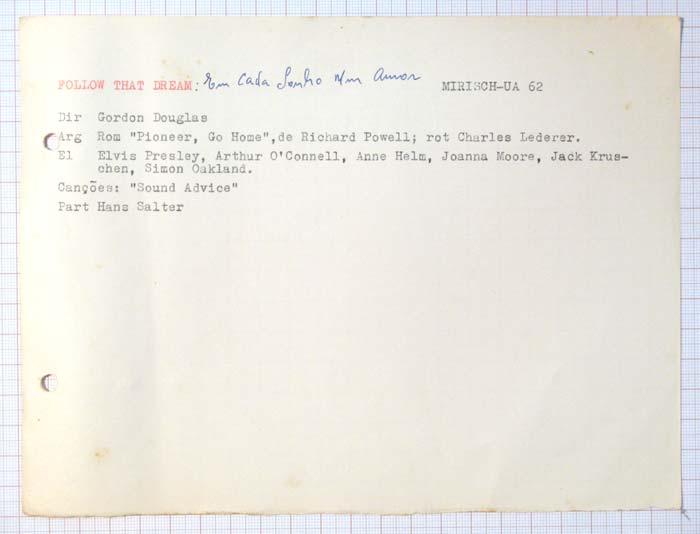 FOLLOW THAT DREAM: Em Cada Sonho Um Amor MIRISCH-UA 62
Dir Gordon Douglas
Arg Rom "Pioneer, Go Home",de Richard Powell; rot Charles Lederer.
El Elvis Presley, Arthur O'Connell, Anne Helm, Joanna Moore, Jack Krus-
chen, Simon Oakland.
Canções: "Sound Advice"
Part Hans Salter